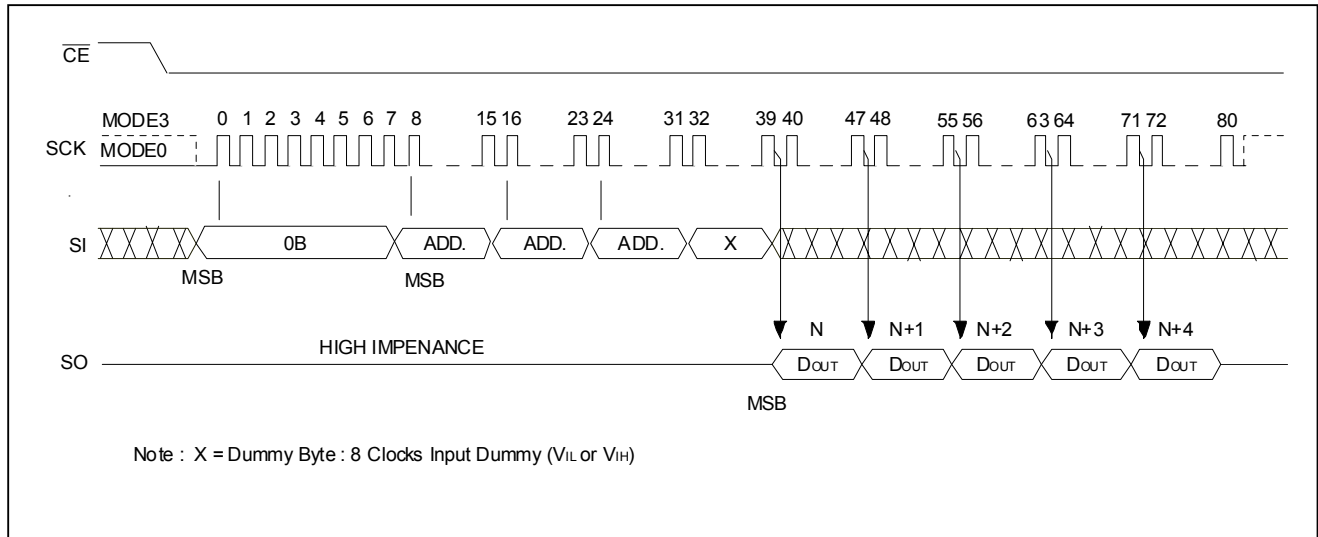 CE
MODE3 0 1 2 3 4 5 6 7 8 15 16 23 24 31 32 39 40 47 48 55 56 63 64 71 72 80
SCK MODE0
SI 0B ADD. ADD. ADD. X
MSB MSB
N N+1 N+2 N+3 N+4
HIGH IMPENANCE
SO DOUT DOUT DOUT DOUT DOUT
MSB
Note : X = Dummy Byte : 8 Clocks Input Dummy (VIL or VIH)